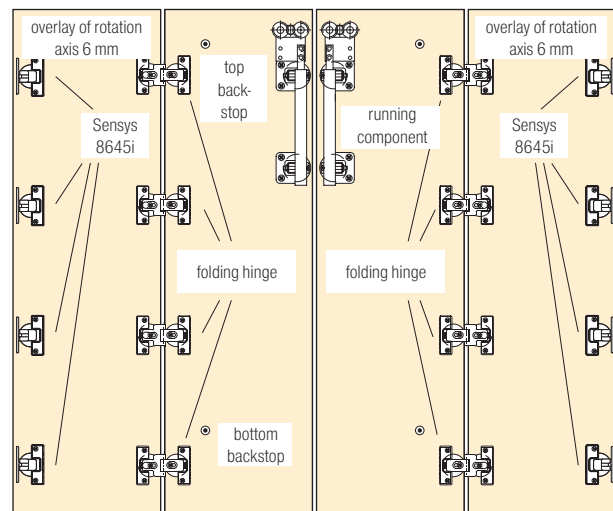 overlay of rotation
axis 6 mm
overlay of rotation
axis 6 mm
top
back-
stop
running
component
Sensys
8645i
Sensys
8645i
folding hinge
folding hinge
bottom
backstop